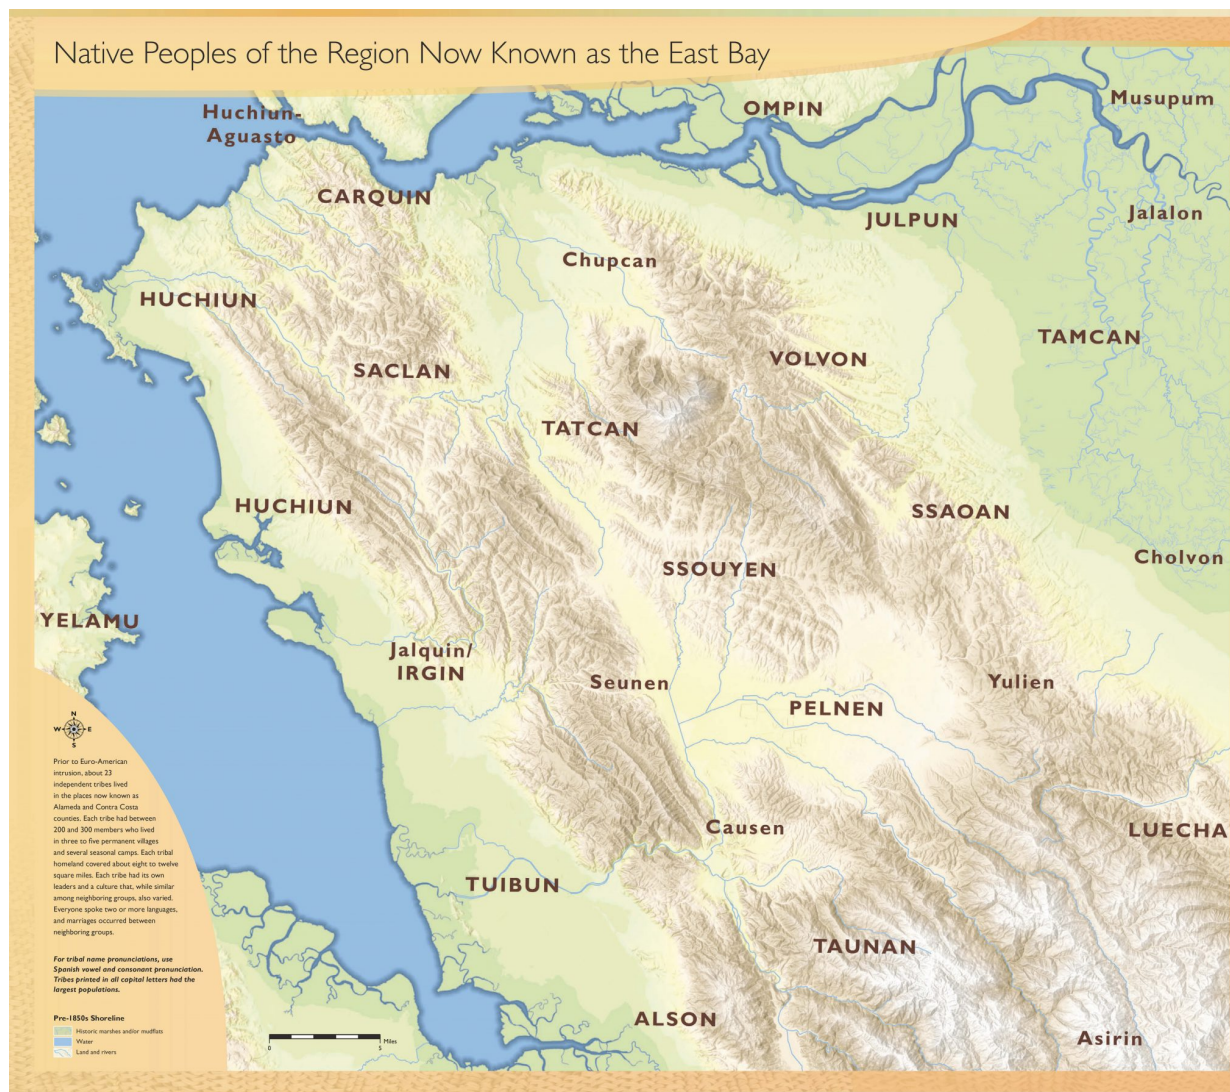 Native Peoples of the Region Now Known as the East Bay
Huchiun-
Aguasto
OMPIN
Musupum
CARQUIN
JULPUN
Jalalon
Chupcan
HUCHIUN
TAMCAN
SACLAN
VOLVON
TATCAN
HUCHIUN
SSAOAN
Cholvon
SSOUYEN
YELAMU
Jalquin/
IRGIN
Seunen
Yulien
PELNEN
Causen
LUECHA
TUIBUN
TAUNAN
ALSON
Asirin
N
W E
S
Prior to Euro-American
intrusion, about 23
independent tribes lived
in the places now known as
Alameda and Contra Costa
counties. Each tribe had between
200 and 300 members who lived
in three to five permanent villages
and several seasonal camps. Each tribal
homeland covered about eight to twelve
square miles. Each tribe had its own
leaders and a culture that, while similar
among neighboring groups, also varied.
Everyone spoke two or more languages,
and marriages occurred between
neighboring groups.
For tribal name pronunciations, use
Spanish vowel and consonant pronunciation.
Tribes printed in all capital letters had the
largest populations.
Pre-1850s Shoreline
Historic marshes and/or mudflats
Water
Land and rivers
0 5 Miles